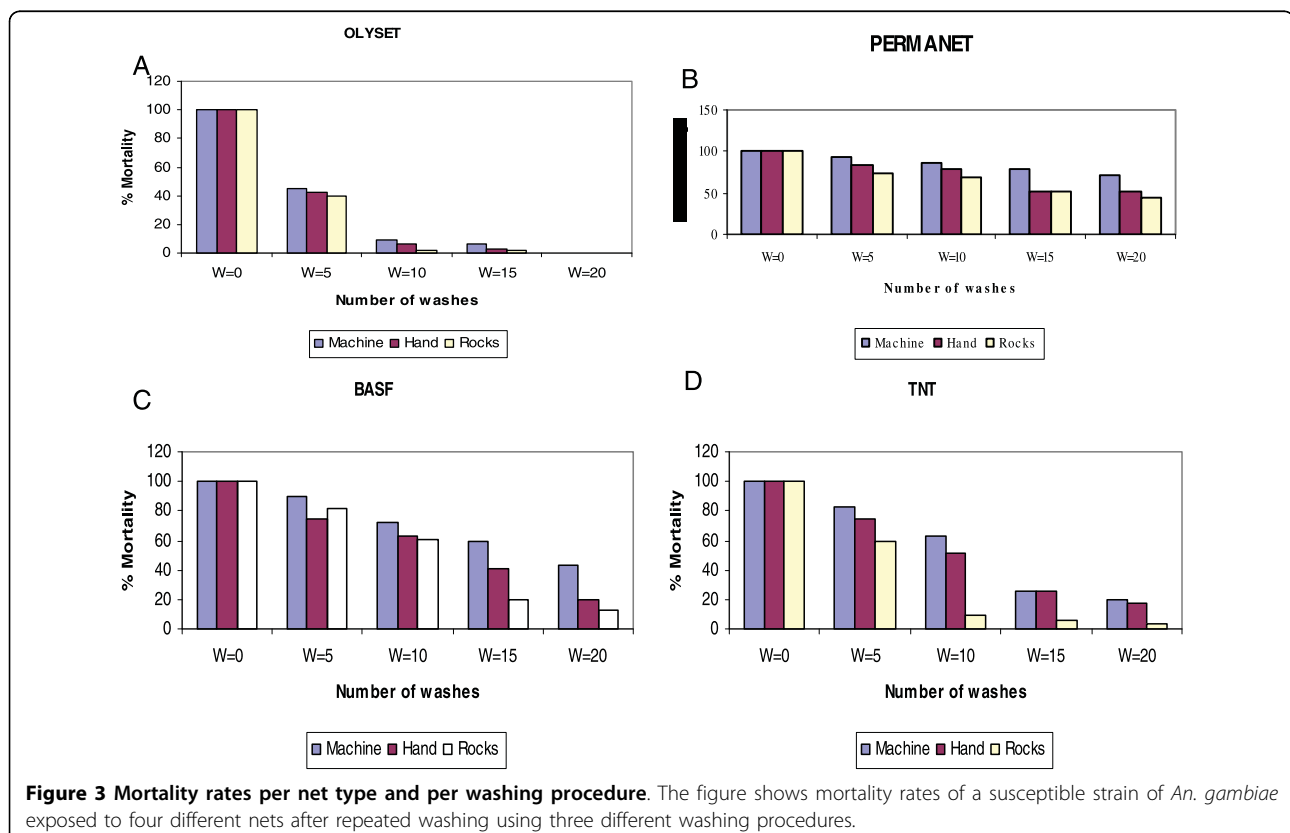 OLYSET
A
120
100
80
60
40
20
0
% Mortality
W=0 W=5 W=10 W=15 W=20
Number of washes
Machine Hand Rocks
PERMANET
B
150
100
50
0
W=0 W=5 W=10 W=15 W=20
Number of washes
Machine Hand Rocks
BASF
C
120
100
80
60
40
20
0
% Mortality
W=0 W=5 W=10 W=15 W=20
Number of washes
Machine Hand Rocks
TNT
D
120
100
80
60
40
20
0
% Mortality
W=0 W=5 W=10 W=15 W=20
Number of washes
Machine Hand Rocks
Figure 3 Mortality rates per net type and per washing procedure. The figure shows mortality rates of a susceptible strain of An. gambiae
exposed to four different nets after repeated washing using three different washing procedures.